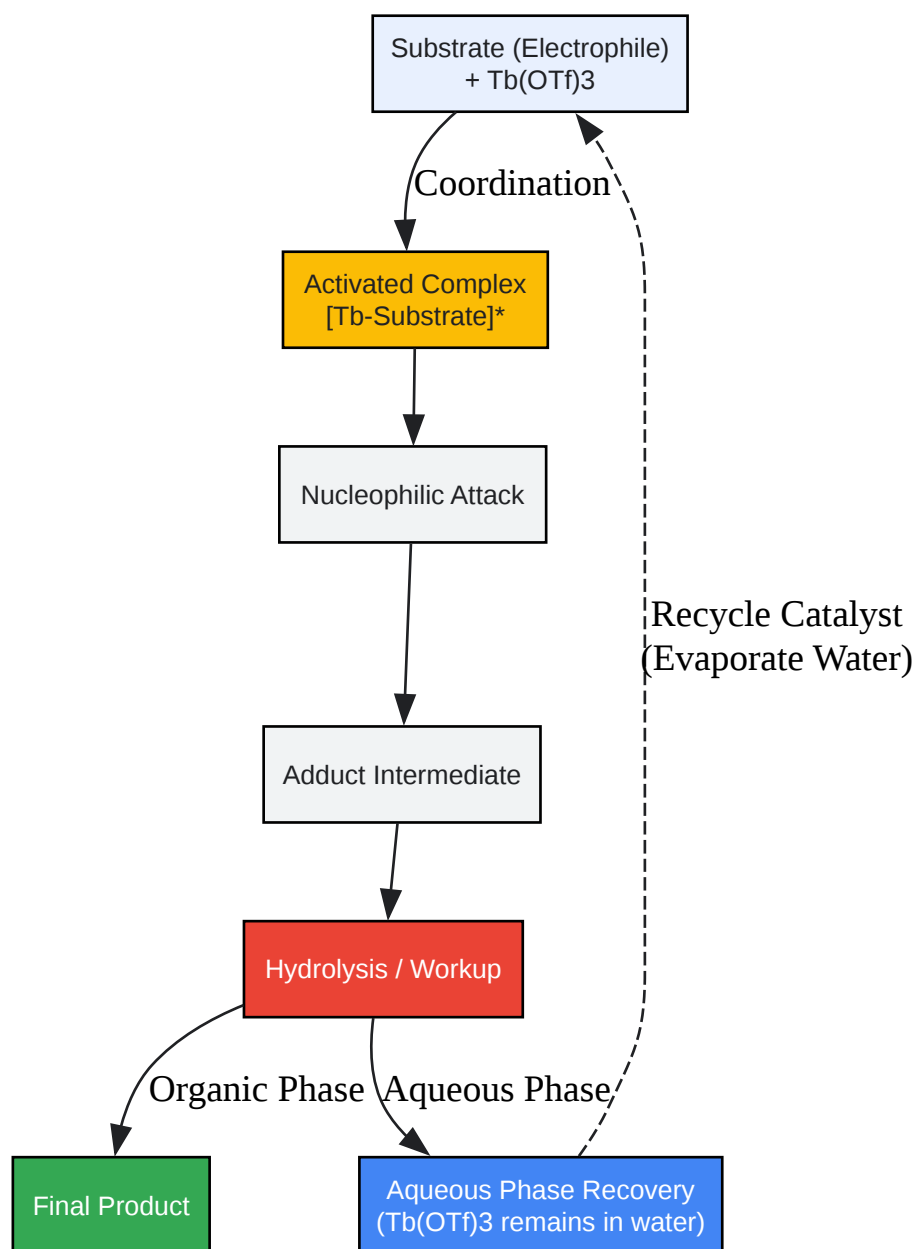 Substrate (Electrophile)
+ Tb(OTf)3
Coordination
Activated Complex
[Tb-Substrate]*
Nucleophilic Attack
Recycle Catalyst
(Evaporate Water)
Adduct Intermediate
Hydrolysis / Workup
Organic Phase
Aqueous Phase
Final Product
Aqueous Phase Recovery
(Tb(OTf)3 remains in water)